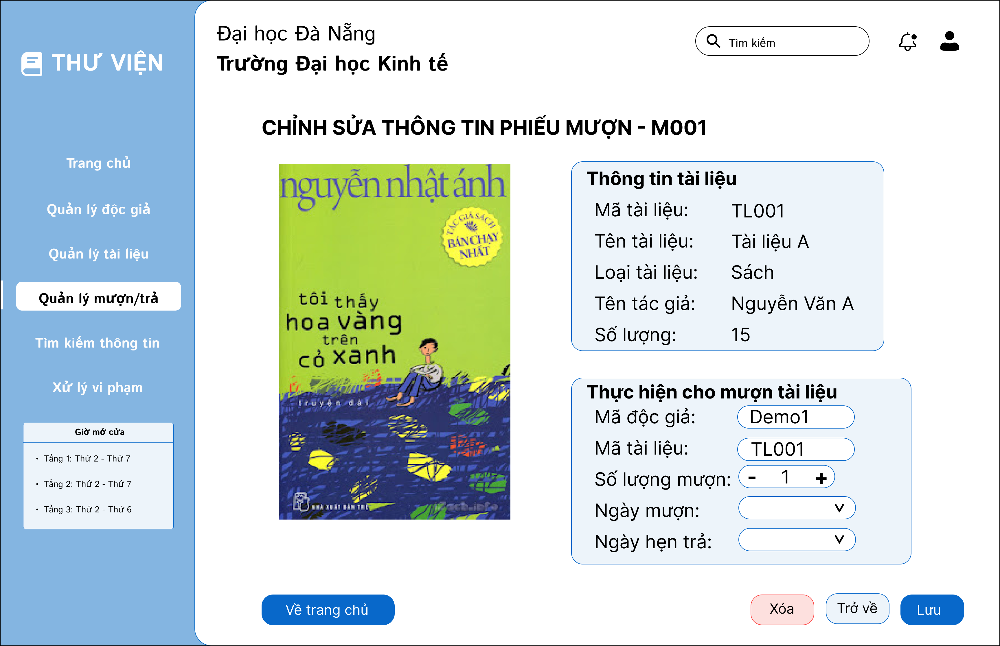 THƯ VIỆN
Trang chủ
Quản lý độc giả
Quản lý tài liệu
Quản lý mượn/trả
Tìm kiếm thông tin
Xử lý vi phạm
Giờ mở cửa
• Tầng 1: Thứ 2 - Thứ 7
• Tầng 2: Thứ 2 - Thứ 7
• Tầng 3: Thứ 2 - Thứ 6
Đại học Đà Nẵng
Trường Đại học Kinh tế
Tìm kiếm
CHỈNH SỬA THÔNG TIN PHIẾU MƯỢN - M001
nguyễn nhật ánh
TÁC GIẢ SÁCH
BÁN CHẠY
NHẤT
tôi thấy
hoa vàng
trên
cỏ xanh
truyện dài
NHÀ XUẤT BẢN TRẺ
Thông tin tài liệu
Mã tài liệu: TL001
Tên tài liệu: Tài liệu A
Loại tài liệu: Sách
Tên tác giả: Nguyễn Văn A
Số lượng: 15
Thực hiện cho mượn tài liệu
Mã độc giả: Demo1
Mã tài liệu: TL001
Số lượng mượn: - 1 +
Ngày mượn:
Ngày hẹn trả:
Về trang chủ
Xóa
Trở về
Lưu